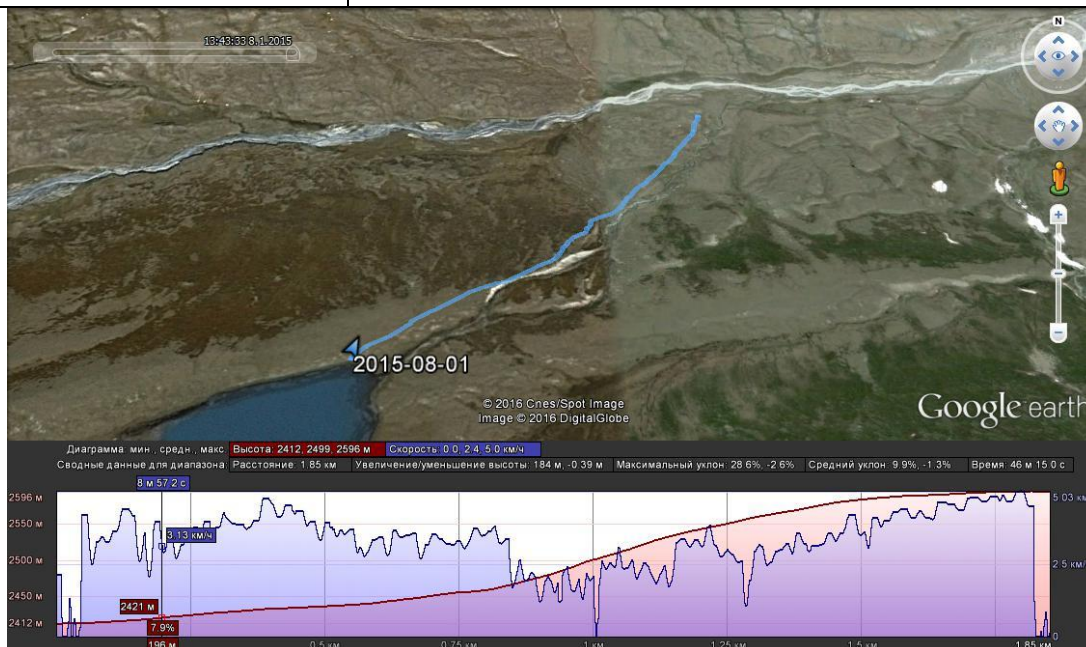 13:43:33 8.1.2015
N
2015-08-01
© 2016 Cnes/Spot Image
Image © 2016 DigitalGlobe
Google earth
Диаграмма: мин., средн., макс. Высота: 2412, 2499, 2596 м Скорость: 0.0, 2.4, 5.0 км/ч
Сводные данные для диапазона: Расстояние: 1.85 км Увеличение/уменьшение высоты: 184 м, -0.39 м Максимальный уклон: 28.6%, -2.6% Средний уклон: 9.9%, -1.3% Время: 46 м 15.0 с
8 м 57.2 с
2596 м
5.03 км/
2550 м
3.13 км/ч
2500 м
2.5 км/
2450 м
2421 м
2412 м
7.9%
0
196 м
0.5 км
0.75 км
1 км
1.25 км
1.5 км
1.85 км